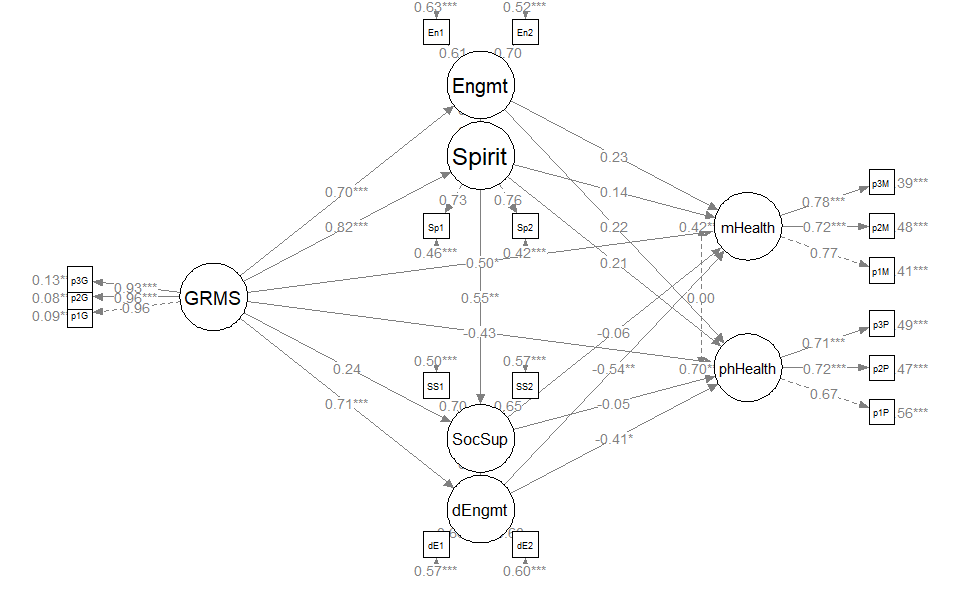 0.63*** 0.52***
En1 En2
0.61 0.70
Engmt
Spirit
0.23
0.70*** 0.73 0.76 0.14 0.78*** p3M 39***
0.82*** Sp1 Sp2 0.22 0.42* mHealth 0.72*** p2M 48***
0.46*** 0.42*** 0.77 p1M 41***
-0.50* 0.21
0.13* p3G 0.93***
0.08* p2G 0.96*** GRMS 0.55** 0.00
0.09* p1G 0.96
-0.43 -0.06 0.71*** p3P 49***
0.24 0.50*** 0.57*** -0.54** 0.70* phHealth 0.72*** p2P 47***
SS1 SS2 0.67 p1P 56***
0.71*** 0.70 0.65 -0.05
SocSup -0.41*
dEngmt
dE1 dE2
0.57*** 0.60***